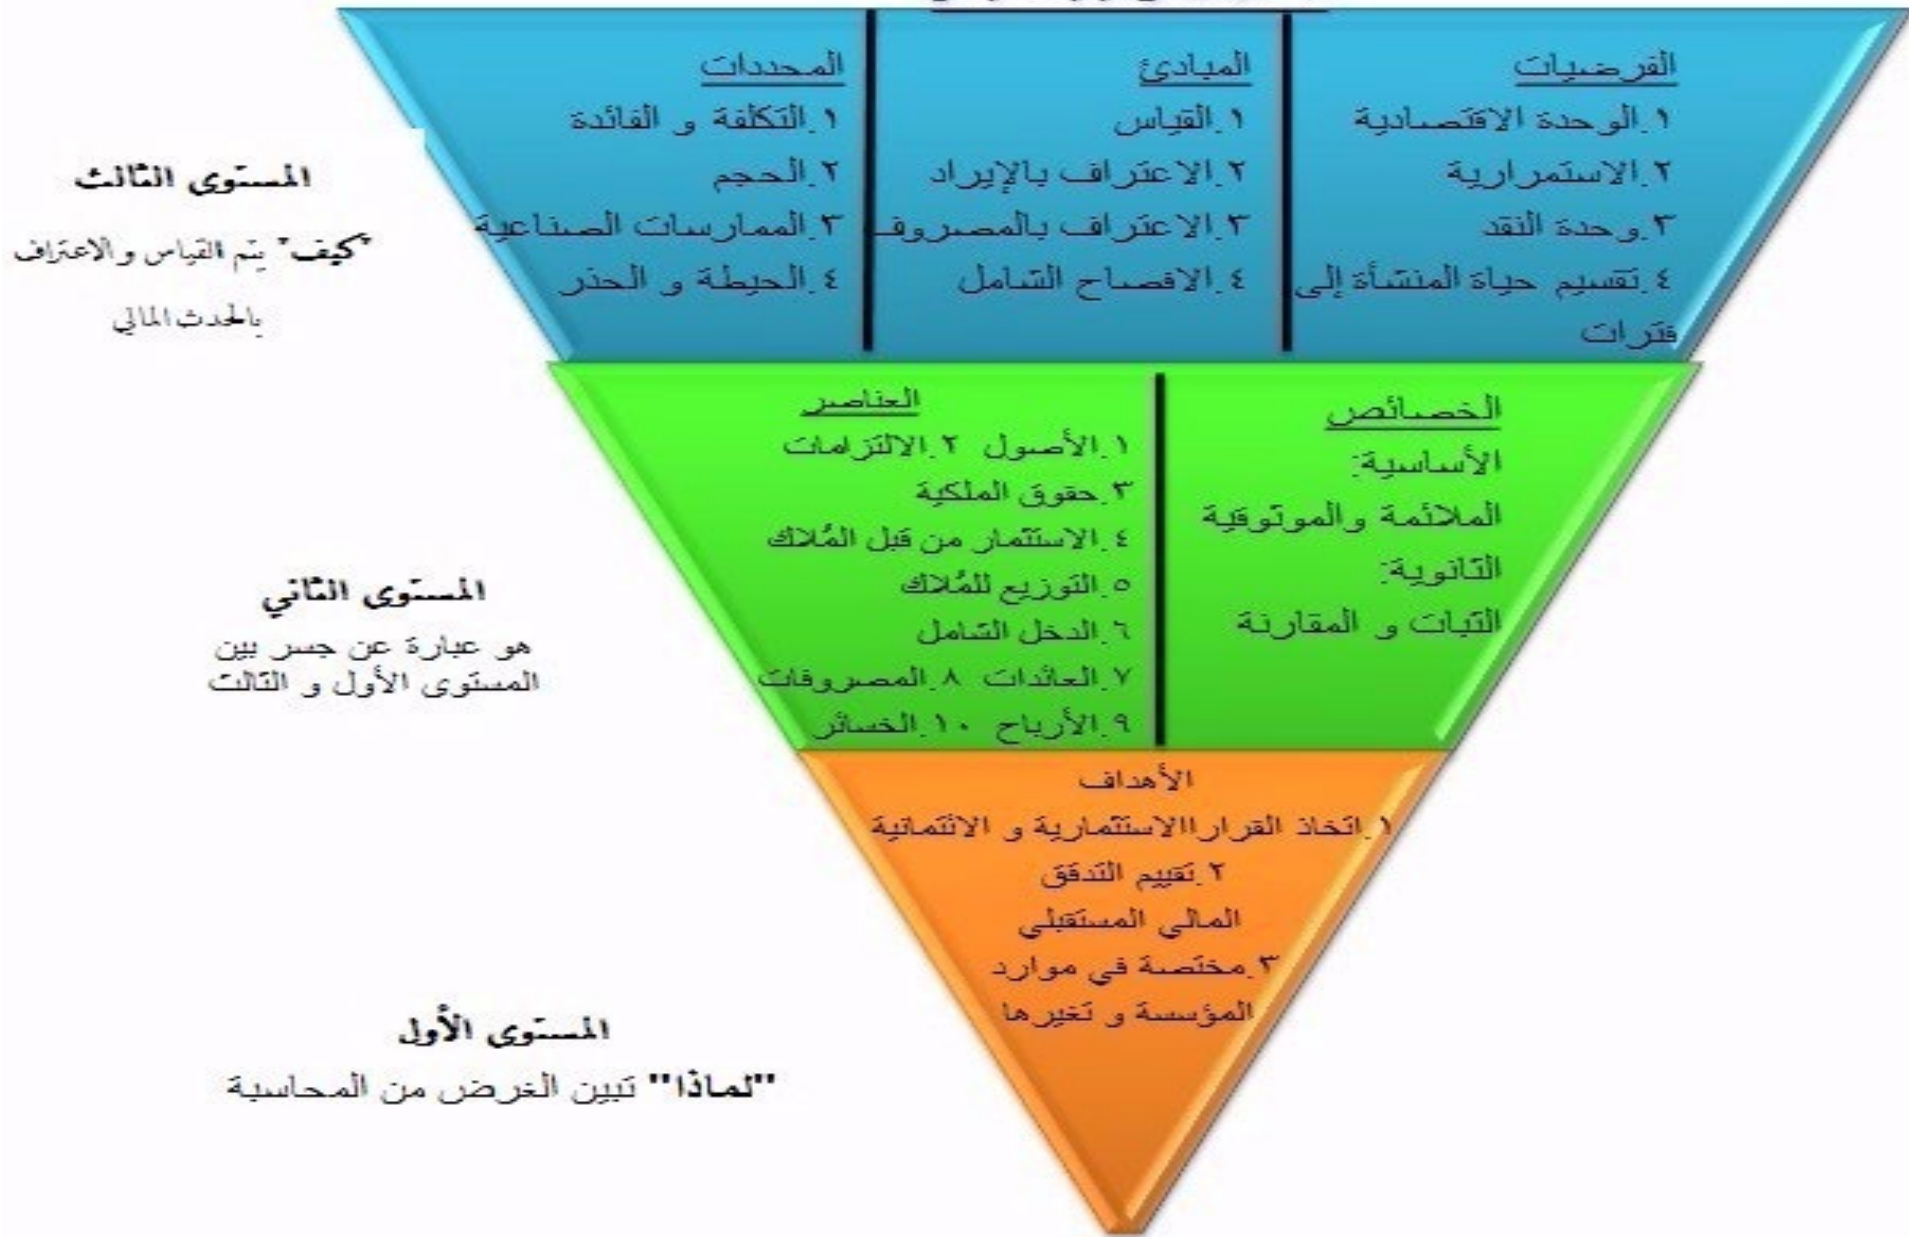 الفرضيات
١.الوحدة الاقتصادية
٢.الاستمرارية
٣.وحدة النقد
٤.تقسيم حياة المنشأة إلى
فترات
المبادئ
١.القياس
٢.الاعتراف بالإيراد
٣.الاعتراف بالمصروف
٤.الافصاح الشامل
المحددات
١.التكلفة و الفائدة
٢.الحجم
٣.الممارسات الصناعية
٤.الحيطة و الحذر
المستوى الثالث
"كيف" يتم القياس والاعتراف
بالحدث المالي
الخصائص
الأساسية:
الملائمة والموثوقية
الثانوية:
الثبات و المقارنة
العناصر
١.الأصول ٢.الالتزامات
٣.حقوق الملكية
٤.الاستثمار من قبل المُلاك
٥.التوزيع للمُلاك
٦.الدخل الشامل
٧.العائدات ٨.المصروفات
٩.الأرباح ١٠.الخسائر
المستوى الثاني
هو عبارة عن جسر بين
المستوى الأول و الثالث
الأهداف
١.اتخاذ القرارالاستثمارية و الائتمانية
٢.تقييم التدفق
المالي المستقبلي
٣.مختصة في موارد
المؤسسة و تغيرها
المستوى الأول
"لماذا" تبين الغرض من المحاسبة